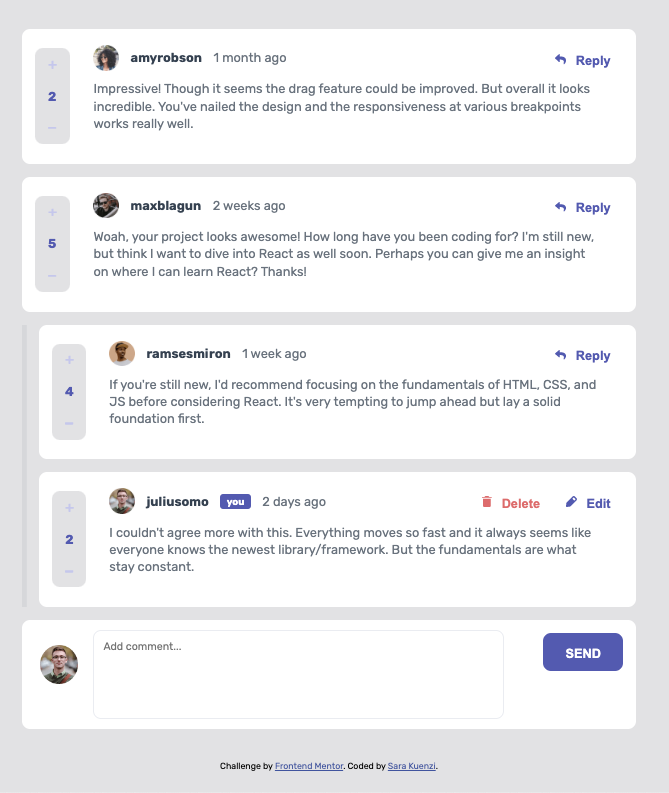 +
2
−
amyrobson 1 month ago Reply
Impressive! Though it seems the drag feature could be improved. But overall it looks
incredible. You've nailed the design and the responsiveness at various breakpoints
works really well.
+
5
−
maxblagun 2 weeks ago Reply
Woah, your project looks awesome! How long have you been coding for? I'm still new,
but think I want to dive into React as well soon. Perhaps you can give me an insight
on where I can learn React? Thanks!
+
4
−
ramsesmiron 1 week ago Reply
If you're still new, I'd recommend focusing on the fundamentals of HTML, CSS, and
JS before considering React. It's very tempting to jump ahead but lay a solid
foundation first.
+
2
−
juliusomo you 2 days ago Delete Edit
I couldn't agree more with this. Everything moves so fast and it always seems like
everyone knows the newest library/framework. But the fundamentals are what
stay constant.
Add comment...
SEND
Challenge by Frontend Mentor. Coded by Sara Kuenzi.